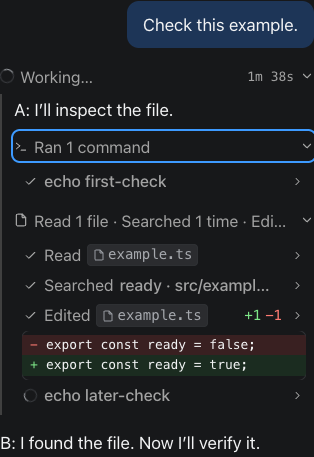 Check this example.
Working...
1m 38s
A: I’ll inspect the file.
Ran 1 command
echo first-check
Read 1 file · Searched 1 time · Edi...
Read example.ts
Searched ready · src/exampl...
Edited example.ts +1 −1
− export const ready = false;
+ export const ready = true;
echo later-check
B: I found the file. Now I’ll verify it.